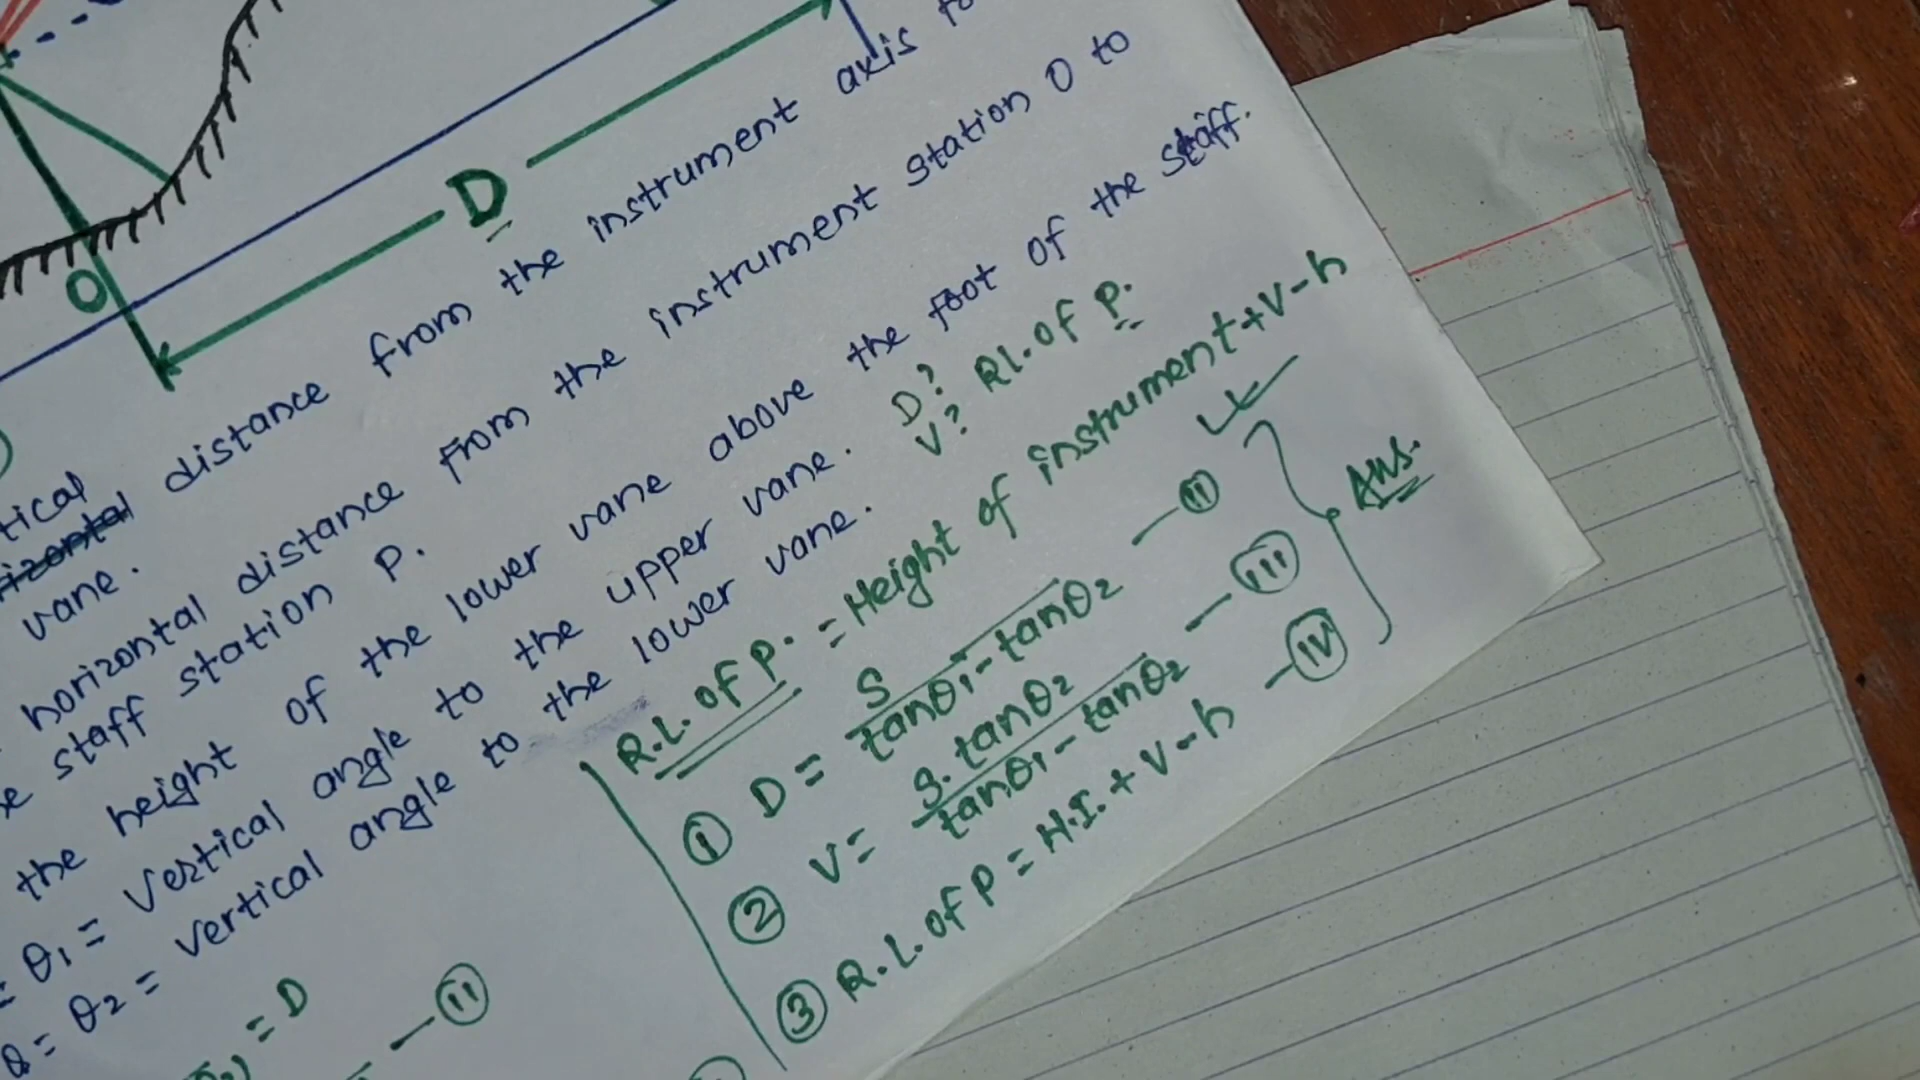 D
O
tical distance from the instrument axis to
vane.
horizontal distance from the instrument station O to
staff station P.
the height of the lower vane above the foot of the staff.
θ1 = vertical angle to the upper vane.
= θ2 = vertical angle to the lower vane.
D?
V? Rl. of P.
R.L. of P. = Height of instrument + V - h
① D = S / tanθ1 - tanθ2 — ii
② V = S. tanθ2 / tanθ1 - tanθ2 — iii
③ R.L. of P = H.I. + V - h — iv
Ans.
= D
— ii